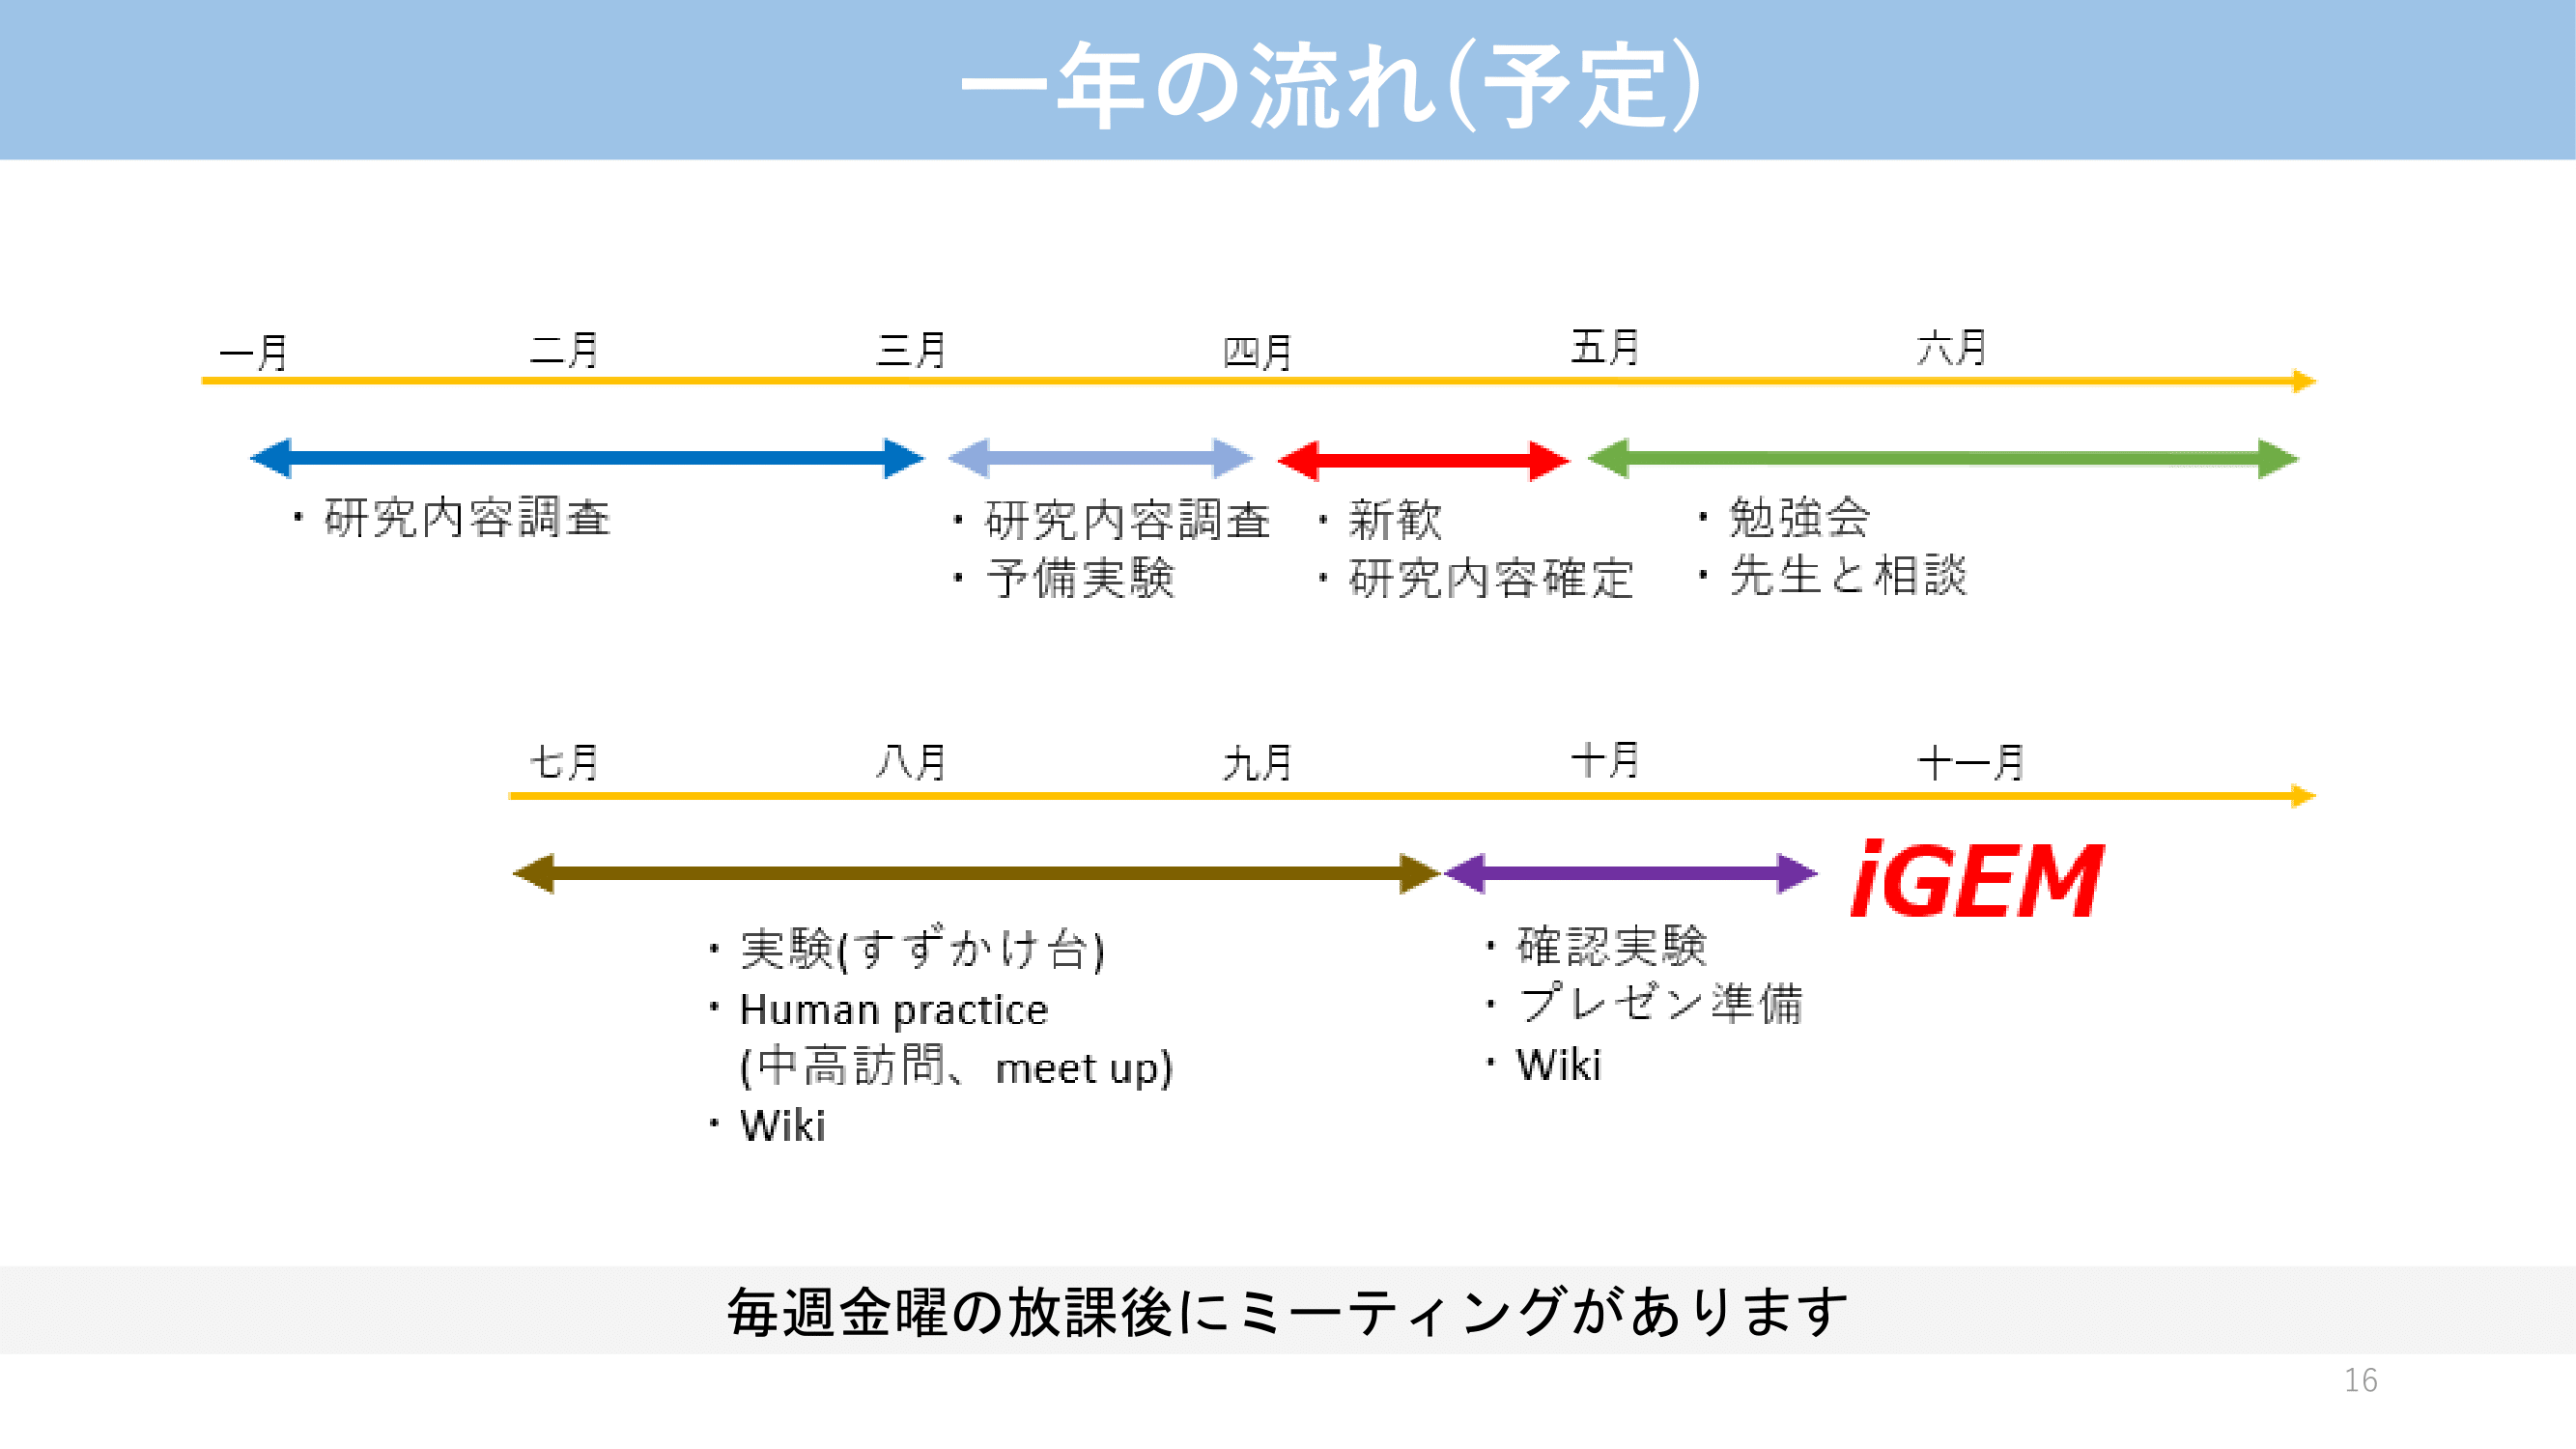 一年の流れ(予定)
一月 二月 三月 四月 五月 六月
・研究内容調査
・研究内容調査
・予備実験
・新歓
・研究内容確定
・勉強会
・先生と相談
七月 八月 九月 十月 十一月
iGEM
・実験(すずかけ台)
・Human practice
(中高訪問、meet up)
・Wiki
・確認実験
・プレゼン準備
・Wiki
毎週金曜の放課後にミーティングがあります
16